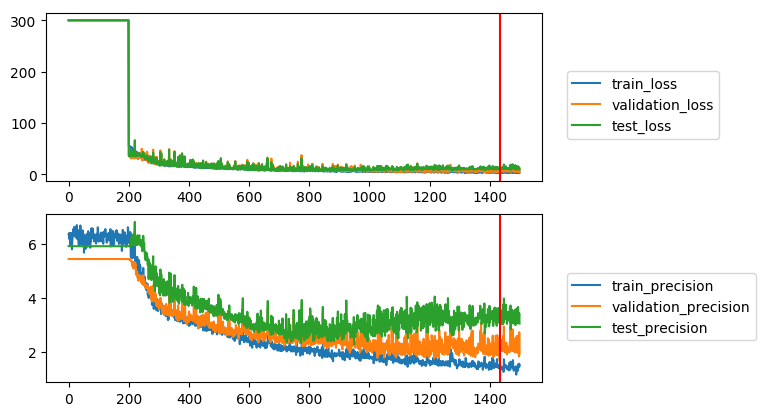 300
200
100
0
0 200 400 600 800 1000 1200 1400
train_loss
validation_loss
test_loss
6
4
2
0 200 400 600 800 1000 1200 1400
train_precision
validation_precision
test_precision